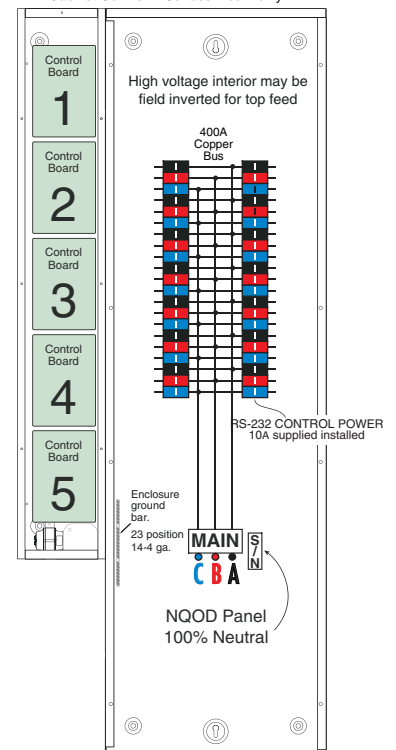 Control
Board
1
Control
Board
2
Control
Board
3
Control
Board
4
Control
Board
5
High voltage interior may be
field inverted for top feed
400A
Copper
Bus
RS-232 CONTROL POWER
10A supplied installed
Enclosure
ground
bar.
23 position
14-4 ga.
MAIN
S/N
C B A
NQOD Panel
100% Neutral